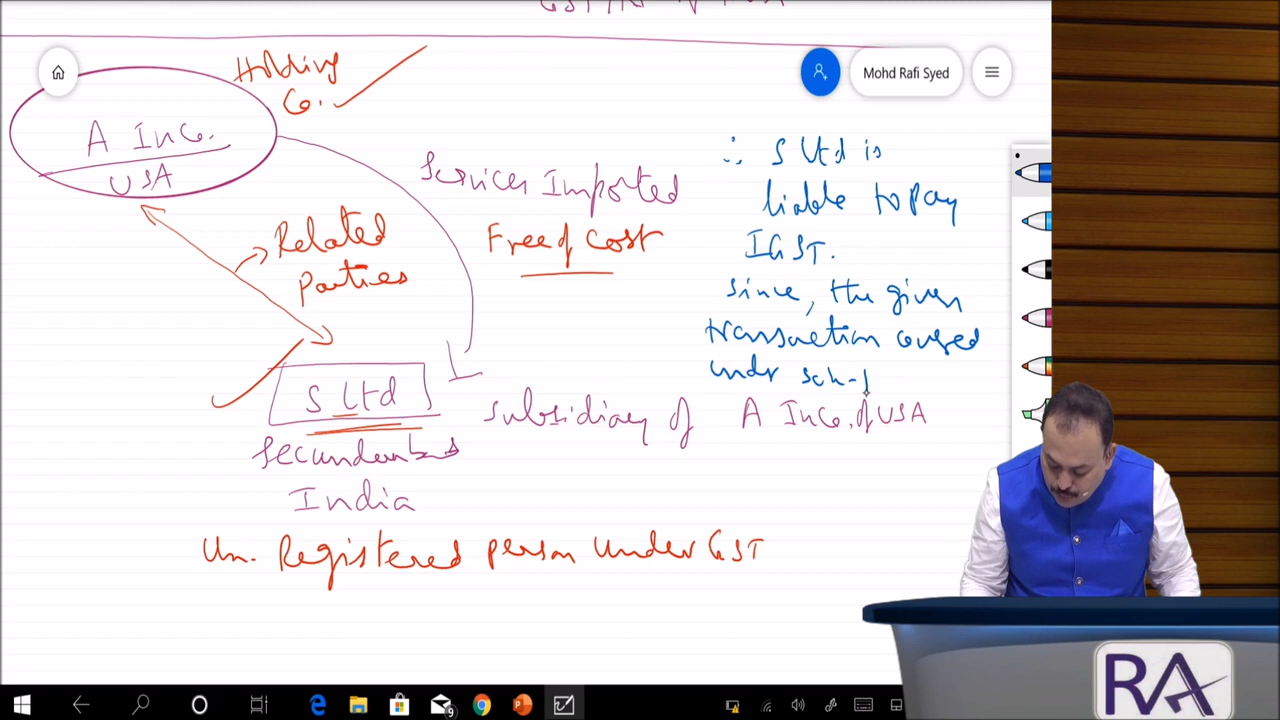 Holding
Co.
A Inc.
USA
Related
Parties
Services Imported
Free of Cost
∴ S Ltd is
liable to pay
IGST.
since, the given
transaction covered
under sch-I
S Ltd
Subsidiary of A Inc. of USA
Secunderabad
India
Un. Registered person under GST
Mohd Rafi Syed
9
RA